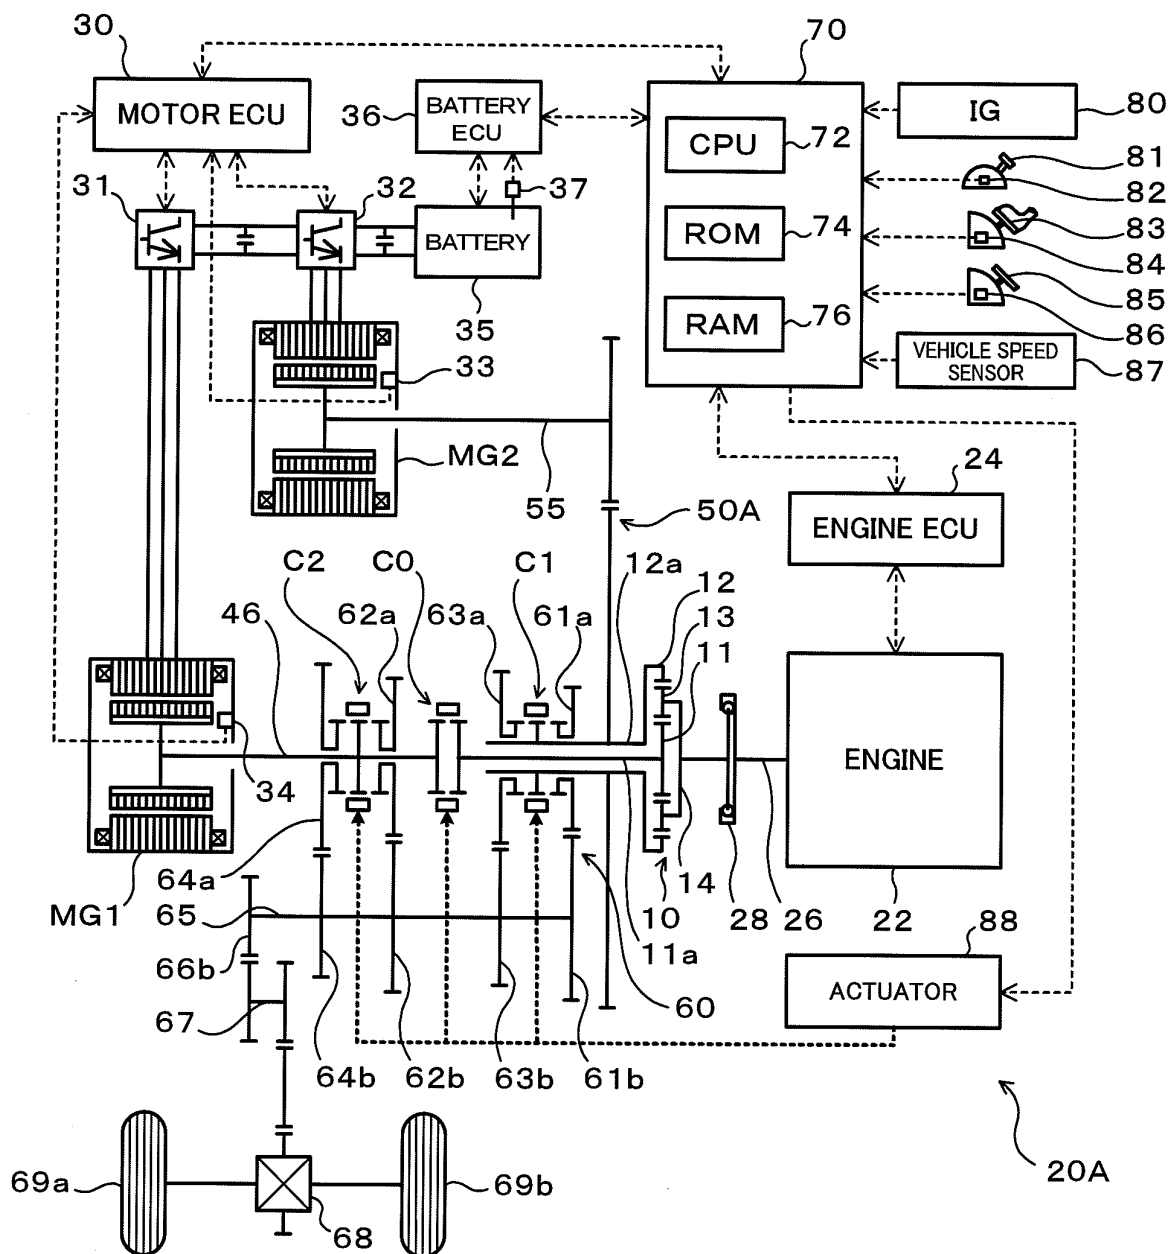 30
70
MOTOR ECU
36
BATTERY
ECU
IG
80
CPU
72
81
82
31
32
37
BATTERY
ROM
74
83
84
35
RAM
76
85
86
33
VEHICLE SPEED
SENSOR
87
MG2
55
50A
24
ENGINE ECU
C2
C0
C1
12a
12
46
62a
63a
61a
13
11
ENGINE
34
64a
MG1
65
10
14
28
26
22
88
66b
11a
67
60
ACTUATOR
64b
62b
63b
61b
20A
69a
69b
68